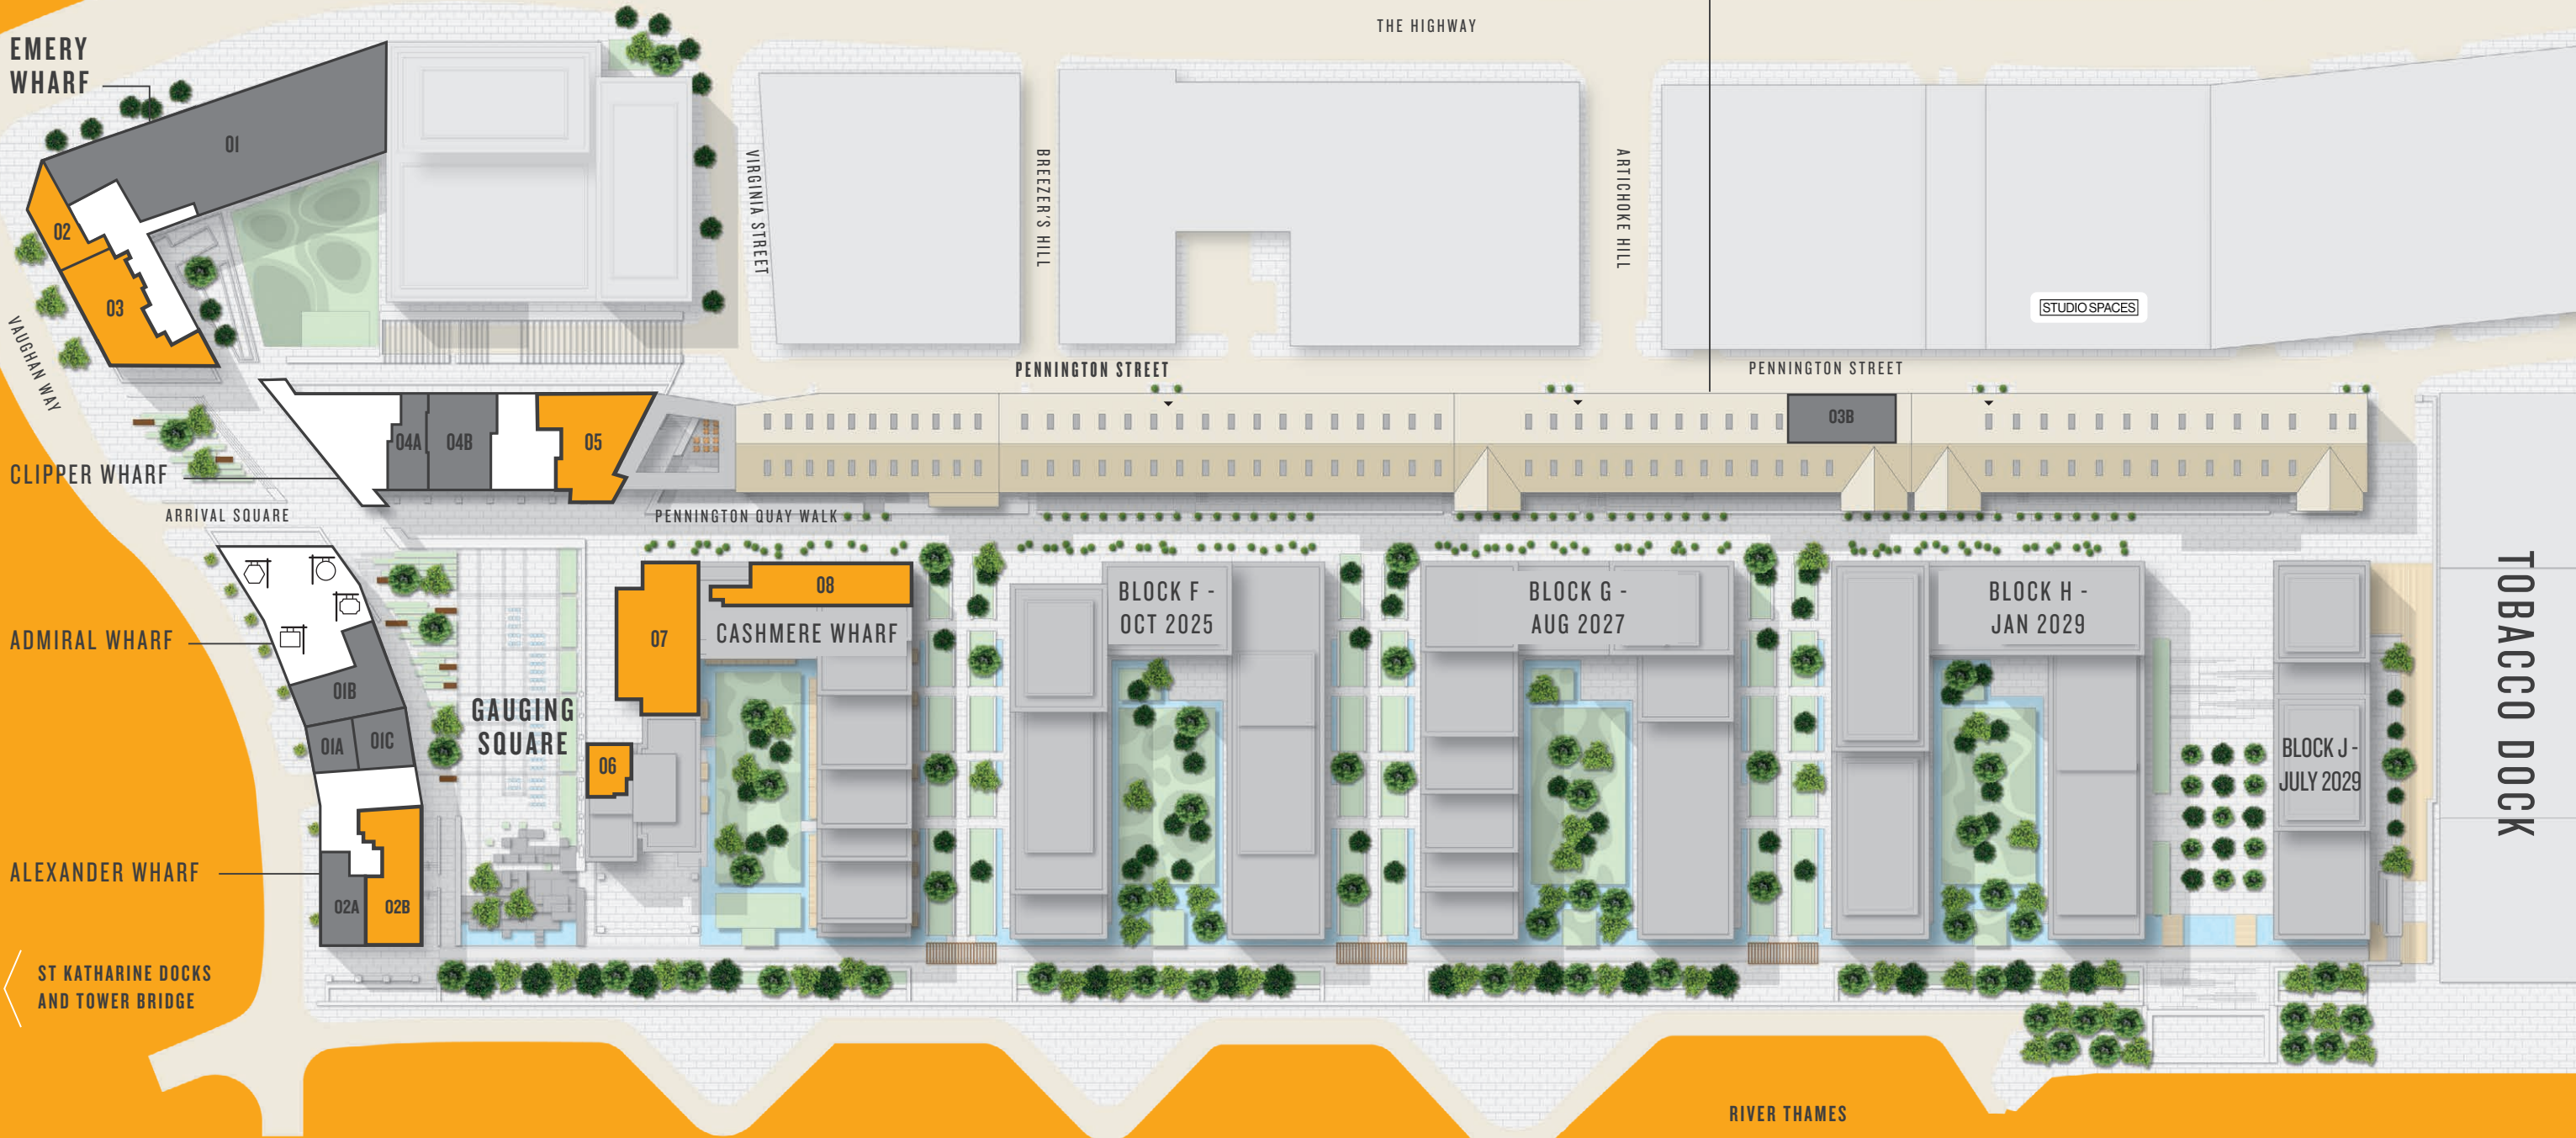 THE HIGHWAY
EMERY
WHARF
01
02
03
VAUGHAN WAY
VIRGINIA STREET
BREEZER'S HILL
ARTICHOKE HILL
STUDIO SPACES
PENNINGTON STREET
PENNINGTON STREET
04A
04B
05
03B
CLIPPER WHARF
ARRIVAL SQUARE
PENNINGTON QUAY WALK
ADMIRAL WHARF
01B
01A
01C
GAUGING
SQUARE
07
08
CASHMERE WHARF
06
BLOCK F -
OCT 2025
BLOCK G -
AUG 2027
BLOCK H -
JAN 2029
BLOCK J -
JULY 2029
TOBACCO DOCK
ALEXANDER WHARF
02A
02B
ST KATHARINE DOCKS
AND TOWER BRIDGE
RIVER THAMES